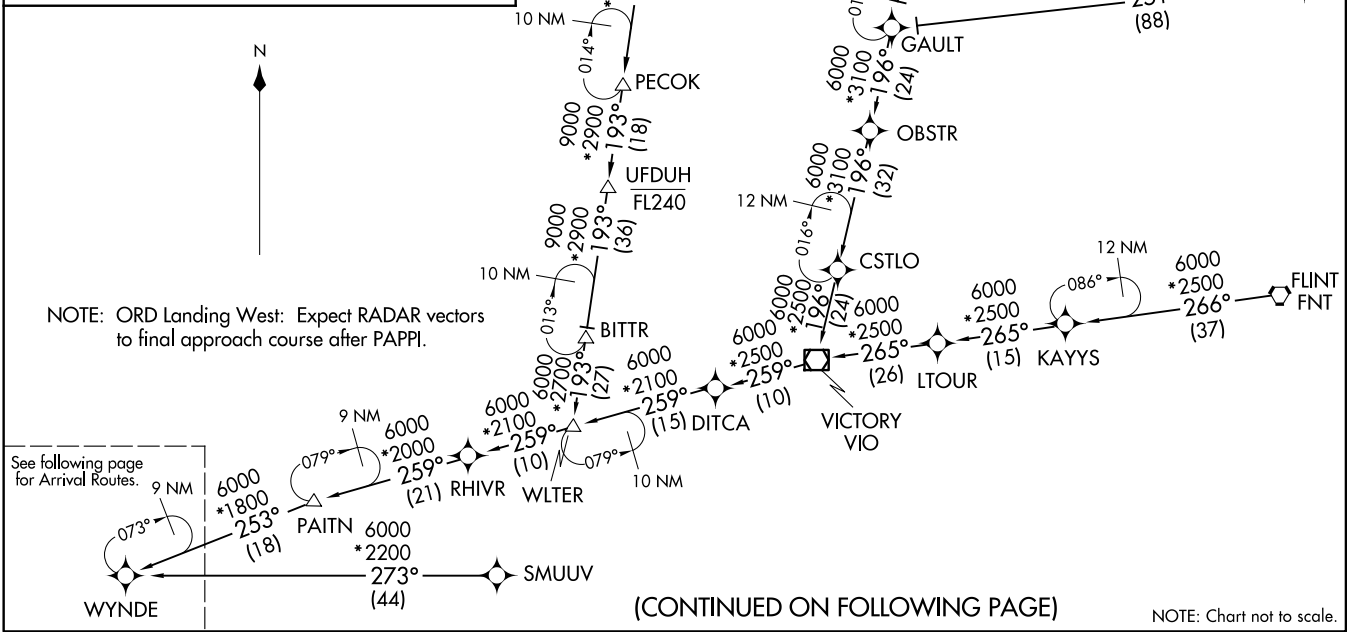 10 NM
014°
PECOK
9000
*2900
193°
(18)
UFDUH
FL240
9000
*2900
193°
(36)
10 NM
013°
BITTR
6000
*2700
193°
(27)
(88)
GAULT
6000
*3100
196°
(24)
OBSTR
6000
*3100
196°
(32)
12 NM
016°
CSTLO
6000
*2500
196°
(24)
N
NOTE: ORD Landing West: Expect RADAR vectors
to final approach course after PAPPI.
FLINT
FNT
6000
*2500
266°
(37)
12 NM
086°
KAYYS
6000
*2500
265°
(15)
LTOUR
6000
*2500
265°
(26)
VICTORY
VIO
6000
*2500
259°
(10)
DITCA
6000
*2100
259°
(15)
079°
10 NM
WLTER
6000
*2100
259°
(10)
RHIVR
6000
*2000
259°
(21)
9 NM
079°
PAITN
6000
*1800
253°
(18)
See following page
for Arrival Routes.
9 NM
073°
WYNDE
6000
*2200
273°
(44)
SMUUV
(CONTINUED ON FOLLOWING PAGE)
NOTE: Chart not to scale.